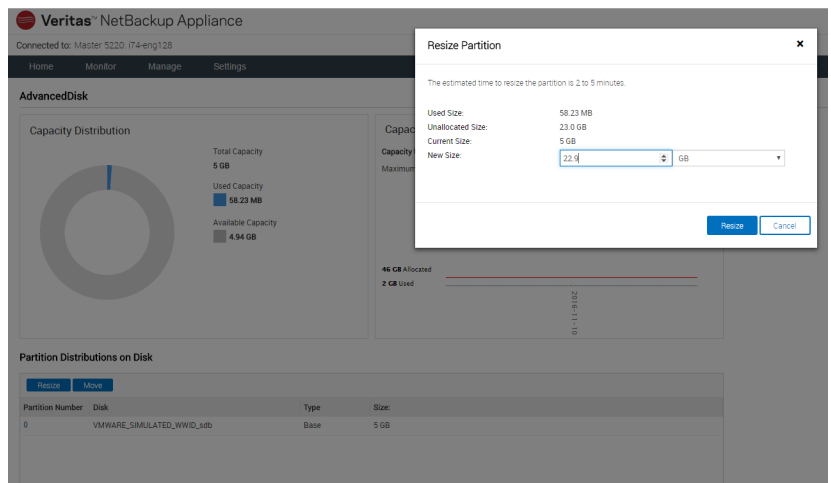 Veritas™ NetBackup Appliance
Connected to: Master 5220: i74-eng128
Home Monitor Manage Settings
AdvancedDisk
Capacity Distribution
Total Capacity
5 GB
Used Capacity
58.23 MB
Available Capacity
4.94 GB
Capac
Capacity
Maximum
46 GB Allocated
2 GB Used
2016-11-10
Resize Partition ×
The estimated time to resize the partition is 2 to 5 minutes.
Used Size: 58.23 MB
Unallocated Size: 23.0 GB
Current Size: 5 GB
New Size: 22.9 GB
Resize Cancel
Partition Distributions on Disk
Resize Move
Partition Number Disk Type Size:
0 VMWARE_SIMULATED_WWID_sdb Base 5 GB